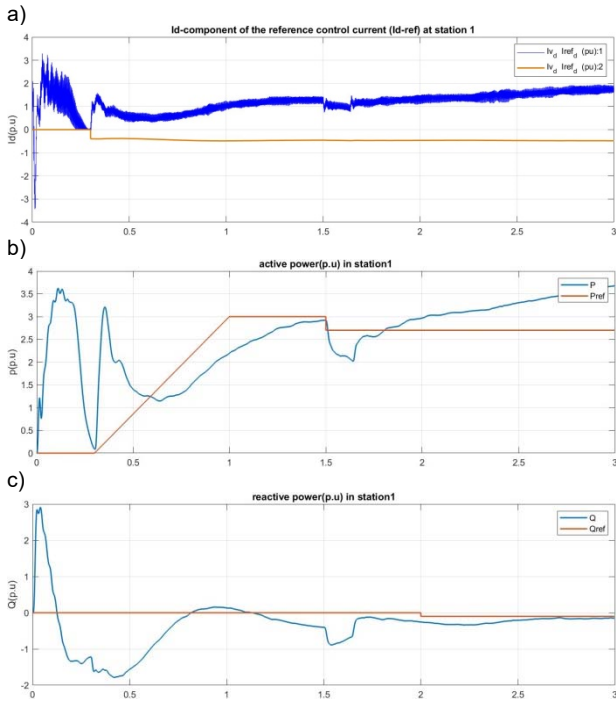 a)
Id-component of the reference control current (Id-ref) at station 1
4
3
2
1
0
-1
-2
-3
-4
Id(p.u)
Iv_d Iref_d (pu):1
Iv_d Iref_d (pu):2
0 0.5 1 1.5 2 2.5 3
b)
active power(p.u) in station1
4
3.5
3
2.5
2
1.5
1
0.5
0
p(p.u)
P
Pref
0 0.5 1 1.5 2 2.5 3
c)
reactive power(p.u) in station1
3
2
1
0
-1
-2
Q(p.u)
Q
Qref
0 0.5 1 1.5 2 2.5 3